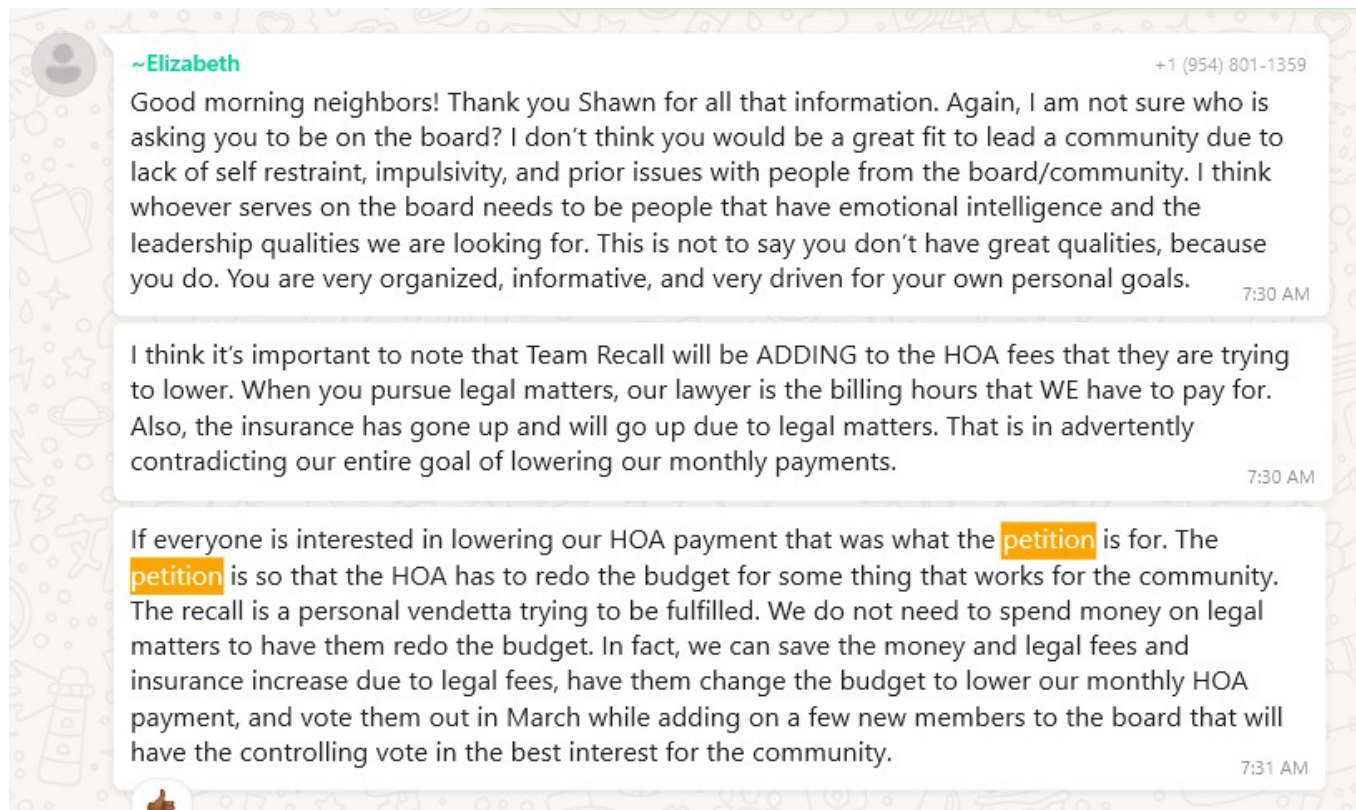 ~Elizabeth
+1 (954) 801-1359
Good morning neighbors! Thank you Shawn for all that information. Again, I am not sure who is
asking you to be on the board? I don't think you would be a great fit to lead a community due to
lack of self restraint, impulsivity, and prior issues with people from the board/community. I think
whoever serves on the board needs to be people that have emotional intelligence and the
leadership qualities we are looking for. This is not to say you don't have great qualities, because
you do. You are very organized, informative, and very driven for your own personal goals.
7:30 AM
I think it's important to note that Team Recall will be ADDING to the HOA fees that they are trying
to lower. When you pursue legal matters, our lawyer is the billing hours that WE have to pay for.
Also, the insurance has gone up and will go up due to legal matters. That is in advertently
contradicting our entire goal of lowering our monthly payments.
7:30 AM
If everyone is interested in lowering our HOA payment that was what the petition is for. The
petition is so that the HOA has to redo the budget for some thing that works for the community.
The recall is a personal vendetta trying to be fulfilled. We do not need to spend money on legal
matters to have them redo the budget. In fact, we can save the money and legal fees and
insurance increase due to legal fees, have them change the budget to lower our monthly HOA
payment, and vote them out in March while adding on a few new members to the board that will
have the controlling vote in the best interest for the community.
7:31 AM